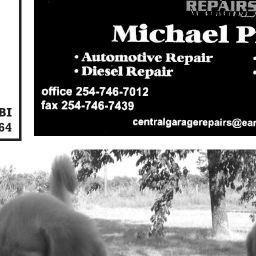 REPAIRS
Michael P
• Automotive Repair
• Diesel Repair
office 254-746-7012
fax 254-746-7439
centralgaragerepairs@ear
BI
64